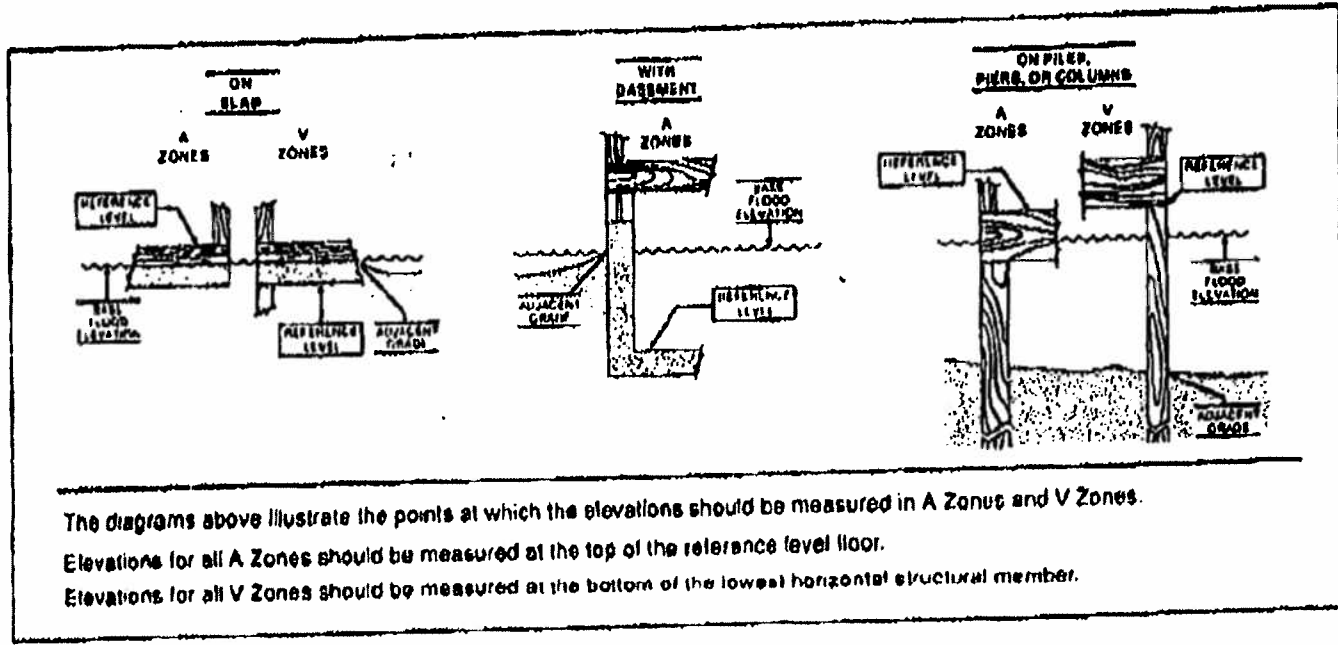 ON
SLAB
A
ZONES
V
ZONES
REFERENCE
LEVEL
BASE
FLOOD
ELEVATION
REFERENCE
LEVEL
ADJACENT
GRADE
WITH
BASEMENT
A
ZONES
BASE
FLOOD
ELEVATION
ADJACENT
GRADE
REFERENCE
LEVEL
ON PILES,
PIERS, OR COLUMNS
A
ZONES
V
ZONES
REFERENCE
LEVEL
REFERENCE
LEVEL
BASE
FLOOD
ELEVATION
ADJACENT
GRADE
The diagrams above illustrate the points at which the elevations should be measured in A Zones and V Zones.
Elevations for all A Zones should be measured at the top of the reference level floor.
Elevations for all V Zones should be measured at the bottom of the lowest horizontal structural member.